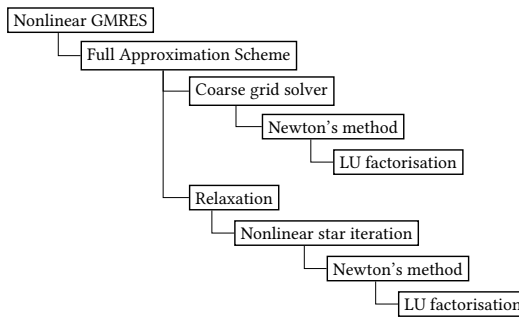 Nonlinear GMRES
Full Approximation Scheme
Coarse grid solver
Newton's method
LU factorisation
Relaxation
Nonlinear star iteration
Newton's method
LU factorisation